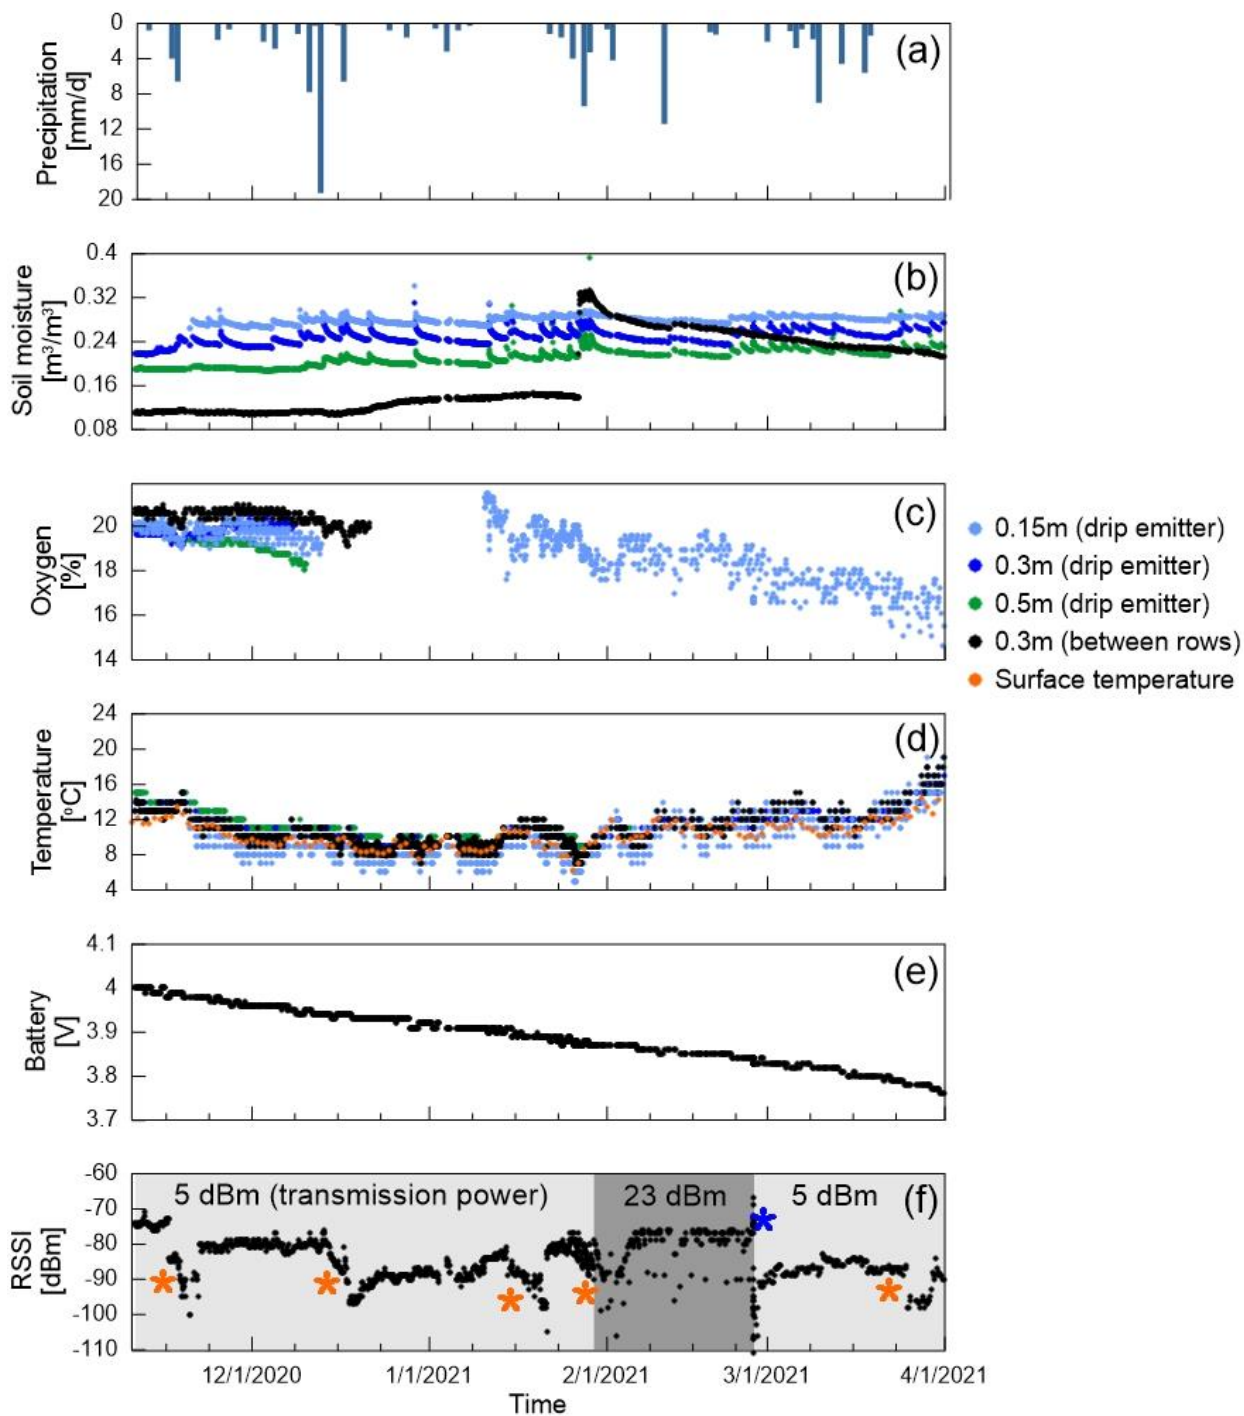 0
4
8
12
16
20
Precipitation
[mm/d]
(a)
0.4
0.32
0.24
0.16
0.08
Soil moisture
[m³/m³]
(b)
20
18
16
14
Oxygen
[%]
(c)
0.15m (drip emitter)
0.3m (drip emitter)
0.5m (drip emitter)
0.3m (between rows)
Surface temperature
24
20
16
12
8
4
Temperature
[ºC]
(d)
4.1
4
3.9
3.8
3.7
Battery
[V]
(e)
-60
-70
-80
-90
-100
-110
RSSI
[dBm]
5 dBm (transmission power)
23 dBm
5 dBm
(f)
12/1/2020
1/1/2021
2/1/2021
3/1/2021
4/1/2021
Time